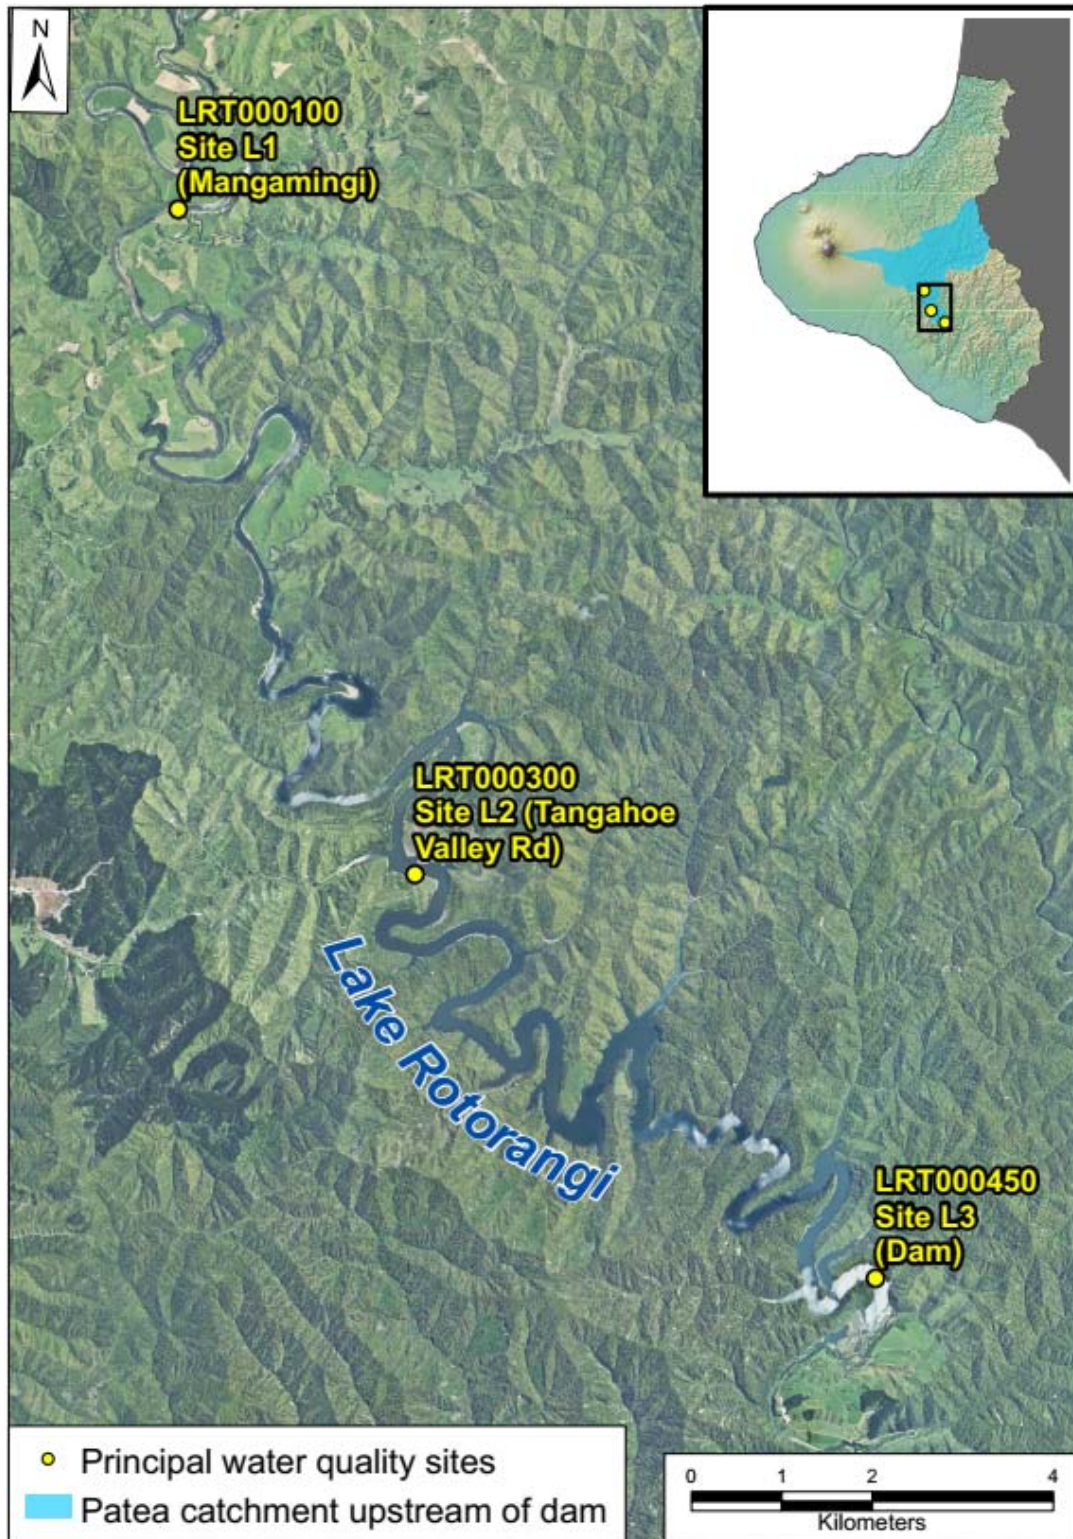 N
LRT000100
Site L1
(Mangamingi)
LRT000300
Site L2 (Tangahoe
Valley Rd)
Lake Rotorangi
LRT000450
Site L3
(Dam)
Principal water quality sites
Patea catchment upstream of dam
0 1 2 4
Kilometers